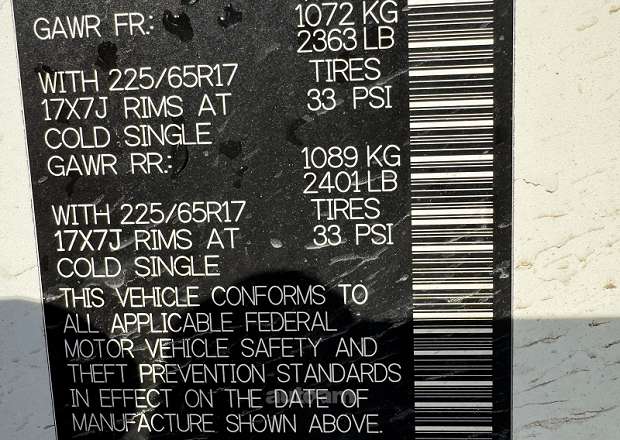 GAWR FR: 1072 KG
2363 LB
WITH 225/65R17 TIRES
17X7J RIMS AT 33 PSI
COLD SINGLE
GAWR RR: 1089 KG
2401 LB
WITH 225/65R17 TIRES
17X7J RIMS AT 33 PSI
COLD SINGLE
THIS VEHICLE CONFORMS TO
ALL APPLICABLE FEDERAL
MOTOR VEHICLE SAFETY AND
THEFT PREVENTION STANDARDS
IN EFFECT ON THE DATE OF
MANUFACTURE SHOWN ABOVE.